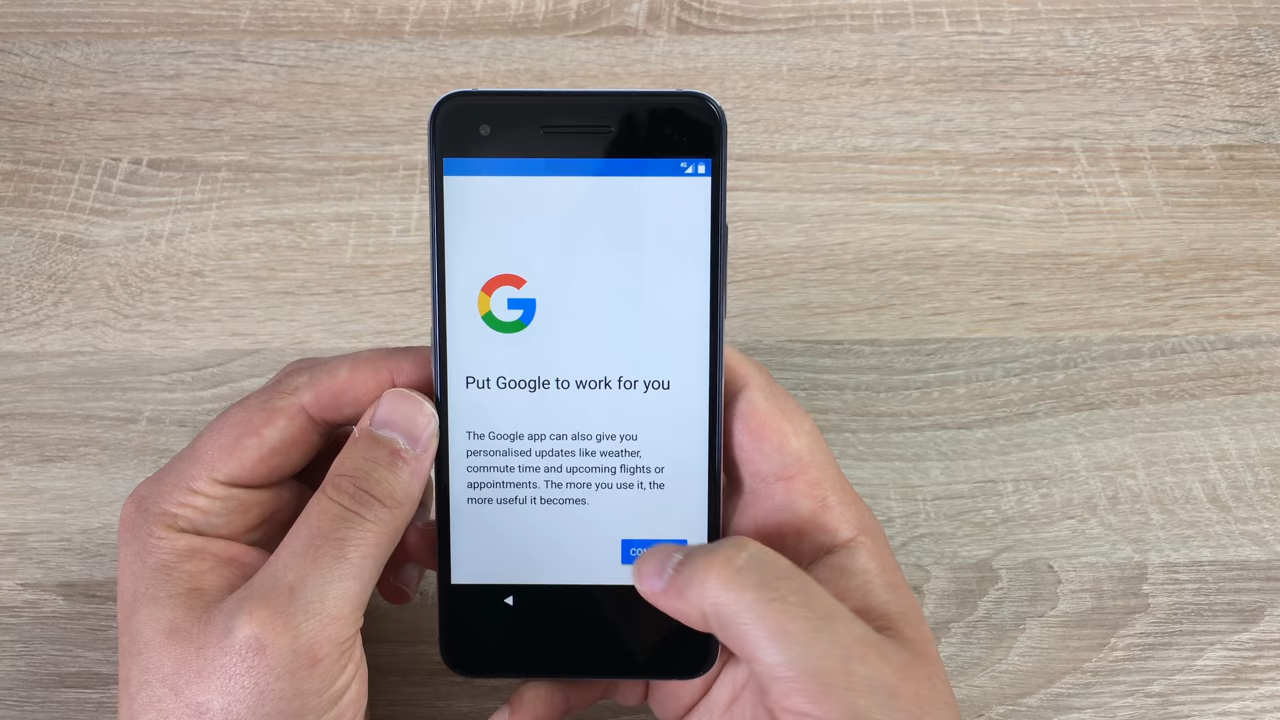 4G
Put Google to work for you
The Google app can also give you
personalised updates like weather,
commute time and upcoming flights or
appointments. The more you use it, the
more useful it becomes.